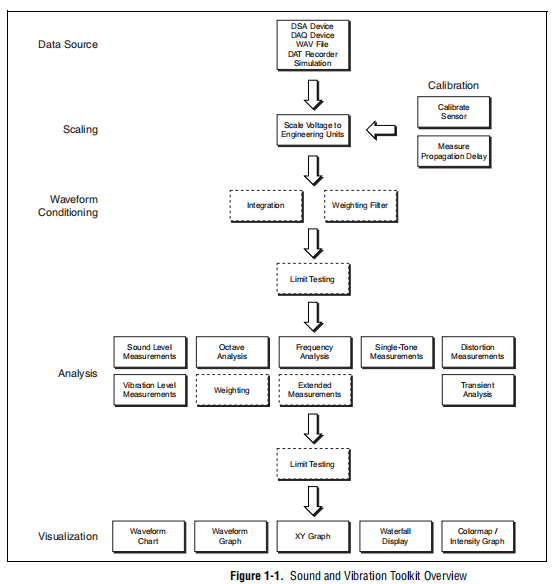 Data Source
DSA Device
DAQ Device
WAV File
DAT Recorder
Simulation
Calibration
Calibrate
Sensor
Scaling
Scale Voltage to
Engineering Units
Measure
Propagation Delay
Waveform
Conditioning
Integration
Weighting Filter
Limit Testing
Analysis
Sound Level
Measurements
Octave
Analysis
Frequency
Analysis
Single-Tone
Measurements
Distortion
Measurements
Vibration Level
Measurements
Weighting
Extended
Measurements
Transient
Analysis
Limit Testing
Visualization
Waveform
Chart
Waveform
Graph
XY Graph
Waterfall
Display
Colormap /
Intensity Graph
Figure 1-1. Sound and Vibration Toolkit Overview